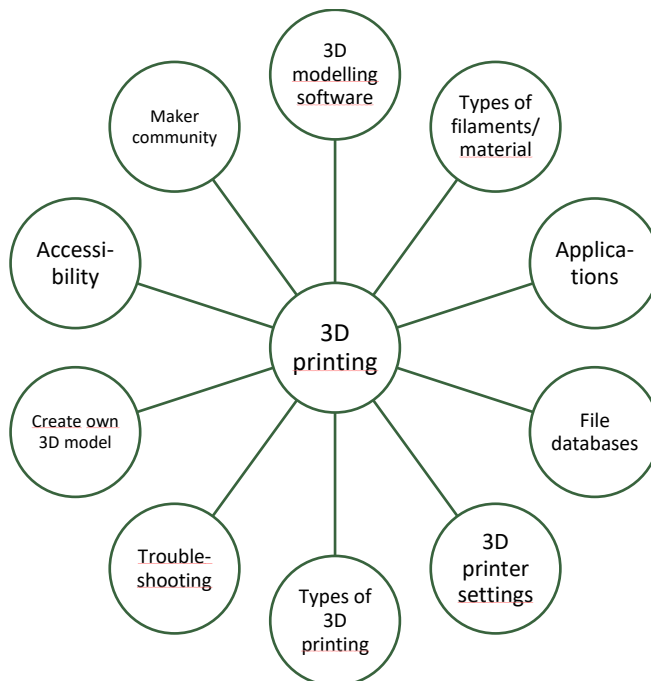 3D
modelling
software
Types of
filaments/
material
Applica-
tions
File
databases
3D
printer
settings
Types of
3D
printing
Trouble-
shooting
Create own
3D model
Accessi-
bility
Maker
community
3D
printing